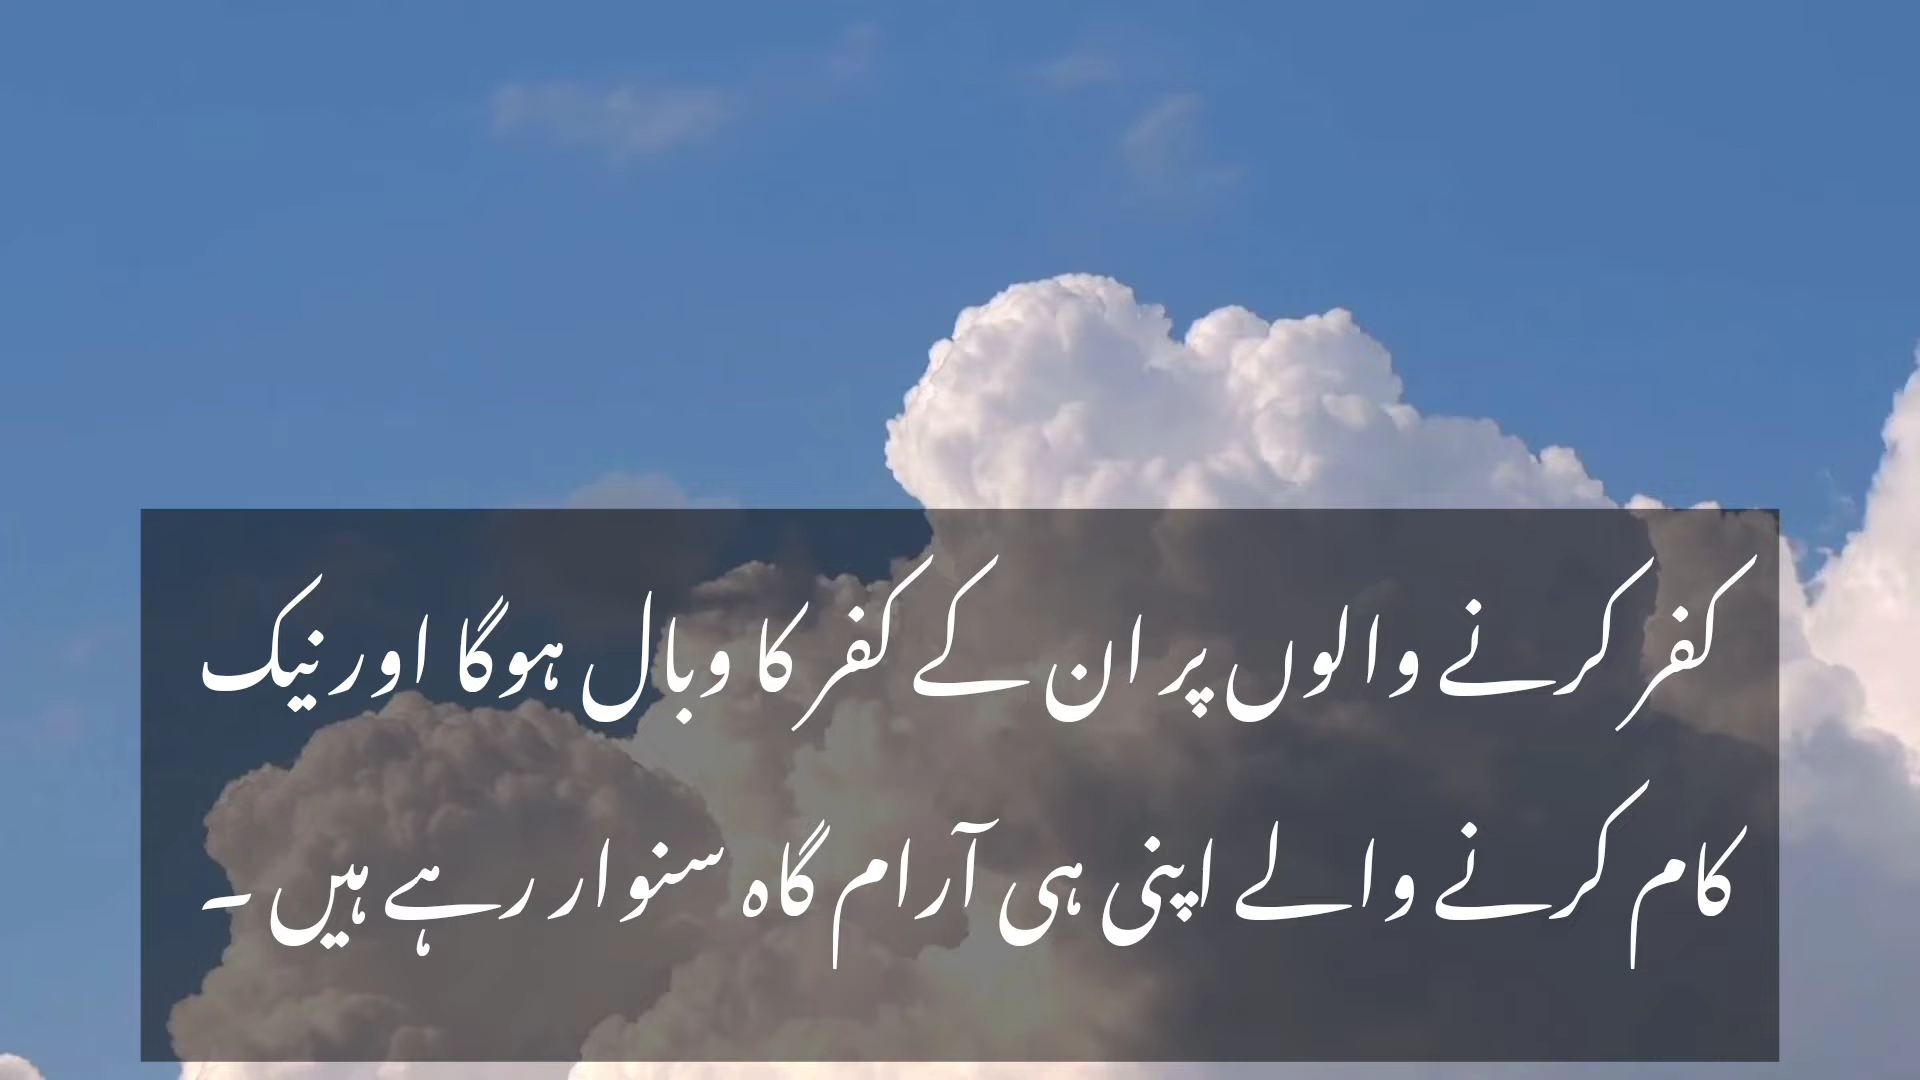 کفر کرنے والوں پر ان کے کفر کا وبال ہوگا اور نیک
کام کرنے والے اپنی ہی آرام گاہ سنوار رہے ہیں ۔